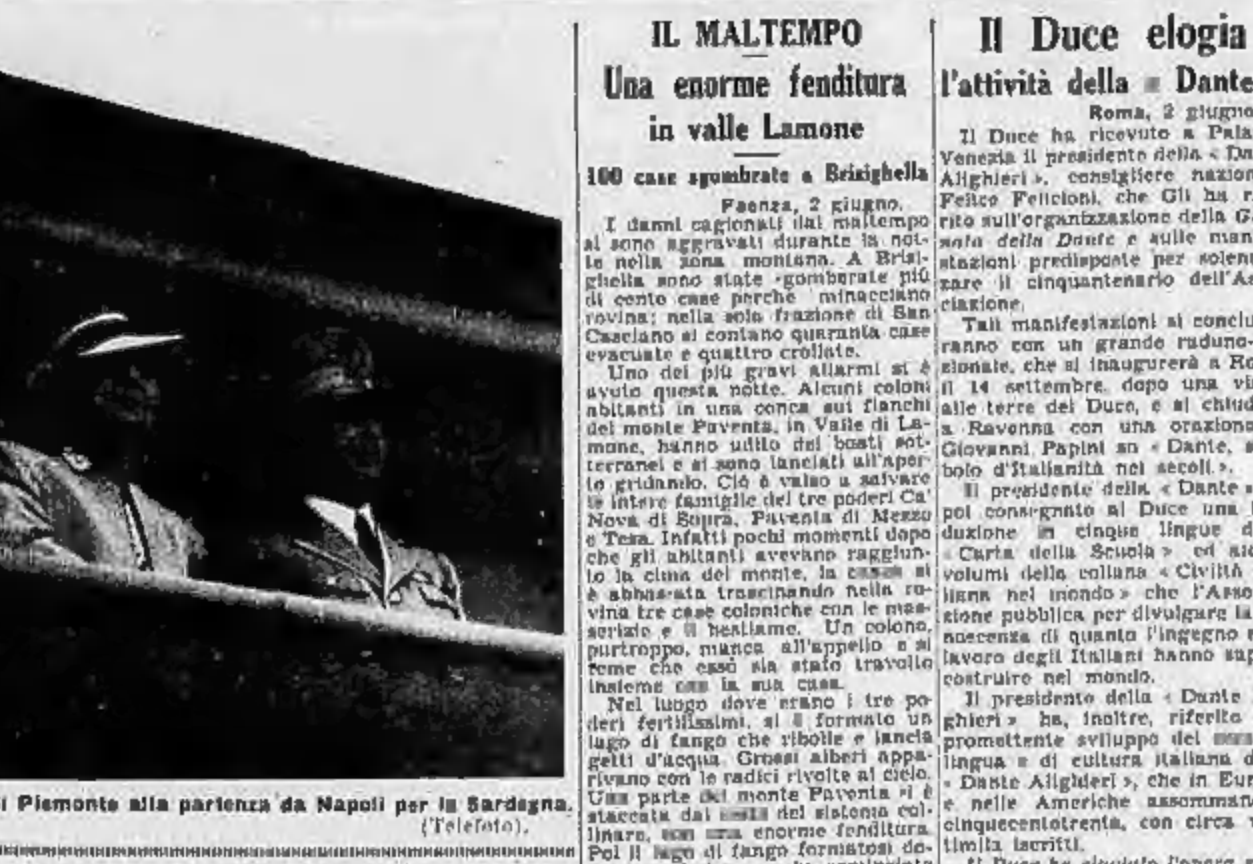 i Piemonte alla partenza da Napoli per la Sardegna.
(Telefoto).
IL MALTEMPO
Una enorme fenditura
in valle Lamone
100 case sgombrate a Brisighella
Faenza, 2 giugno.
I danni cagionati dal maltempo
si sono aggravati durante la not-
te nella zona montana. A Brisi-
ghella sono state sgomberate più
di cento case perchè minacciano
rovina; nella sola frazione di San
Casciano si contano quaranta case
evacuate e quattro crollate.
Uno dei più gravi allarmi si è
avuto questa notte. Alcuni coloni
abitanti in una conca sui fianchi
del monte Paventa, in Valle di La-
mone, hanno udito dei boati sot-
terranei e si sono lanciati all'aper-
to gridando. Ciò è valso a salvare
le intere famiglie dei tre poderi Ca'
Nova di Sopra, Paventa di Mezzo
e Tesa. Infatti pochi momenti dopo
che gli abitanti avevano raggiun-
to la cima del monte, la si
è abbassata trascinando nella ro-
vina tre case coloniche con le mas-
serizie e il bestiame. Un colono,
purtroppo, manca all'appello e si
teme che esso sia stato travolto
insieme con la sua casa.
Nel luogo dove erano i tre po-
deri fertilissimi, si è formato un
lago di fango che ribolle e lancia
getti d'acqua. Grossi alberi appa-
rivano con le radici rivolte al cielo.
Una parte del monte Paventa si è
staccata dal del sistema col-
linare, con una enorme fenditura.
Poi il lago di fango formatosi do-
Il Duce elogia
l'attività della « Dante
Roma, 2 giugno
Il Duce ha ricevuto a Pala
Venezia il presidente della « Da
Alighieri », consigliere nazion
Felice Felicioni, che Gli ha r
rito sull'organizzazione della G
nata della Dante e sulle man
stazioni predisposte per solen
zare il cinquantenario dell'As
ciazione.
Tali manifestazioni si conclu
ranno con un grande raduno
zionale, che si inaugurerà a Ro
il 14 settembre, dopo una vi
alle terre del Duce, e si chiud
a Ravenna con una orazione
Giovanni Papini su « Dante, s
bolo d'Italianità nei secoli ».
Il presidente della « Dante »
poi consegnato al Duce una
duzione in cinque lingue d
« Carta della Scuola » ed alc
volumi della collana « Civiltà
liana nel mondo » che l'Asso
zione pubblica per divulgare la
noscenza di quanto l'ingegno e
lavoro degli Italiani hanno sap
costruire nel mondo.
Il presidente della « Dante
ghieri » ha, inoltre, riferito
promettente sviluppo dei
lingua e di cultura italiana d
« Dante Alighieri », che in Eur
e nelle Americhe assommano
cinquecentotrenta, con circa
timila iscritti.